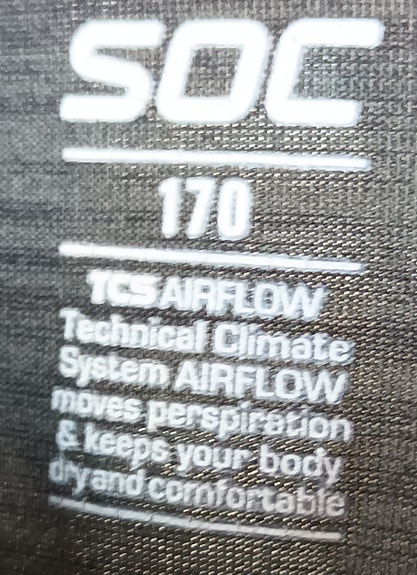 SOC
170
TCS AIRFLOW
Technical Climate
System AIRFLOW
moves perspiration
& keeps your body
dry and comfortable